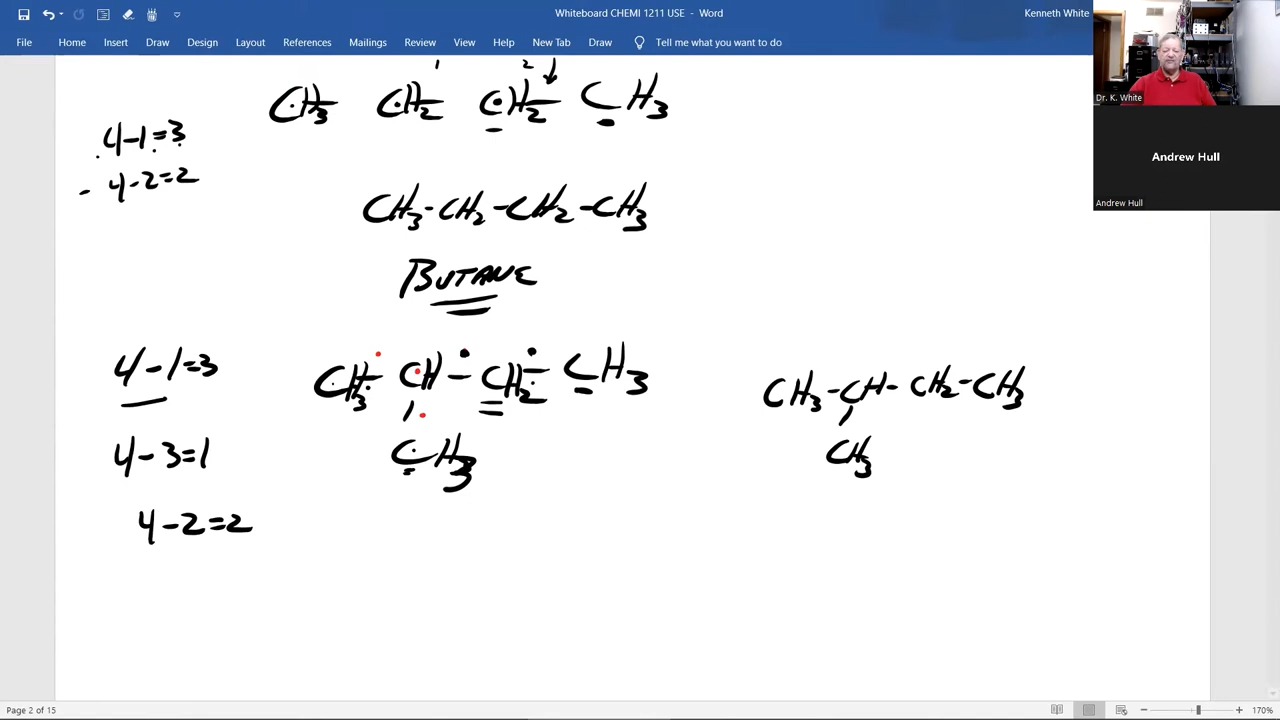 Whiteboard CHEMI 1211 USE - Word
Kenneth White
File Home Insert Draw Design Layout References Mailings Review View Help New Tab Draw Tell me what you want to do
Dr. K. White
Andrew Hull
Andrew Hull
1 2
CH3 CH2 CH2 CH3
4-1=3
4-2=2
CH3-CH2-CH2-CH3
BUTANE
4-1=3
CH3-CH-CH2-CH3
CH3
CH3-CH-CH2-CH3
CH3
4-3=1
4-2=2
Page 2 of 15
170%